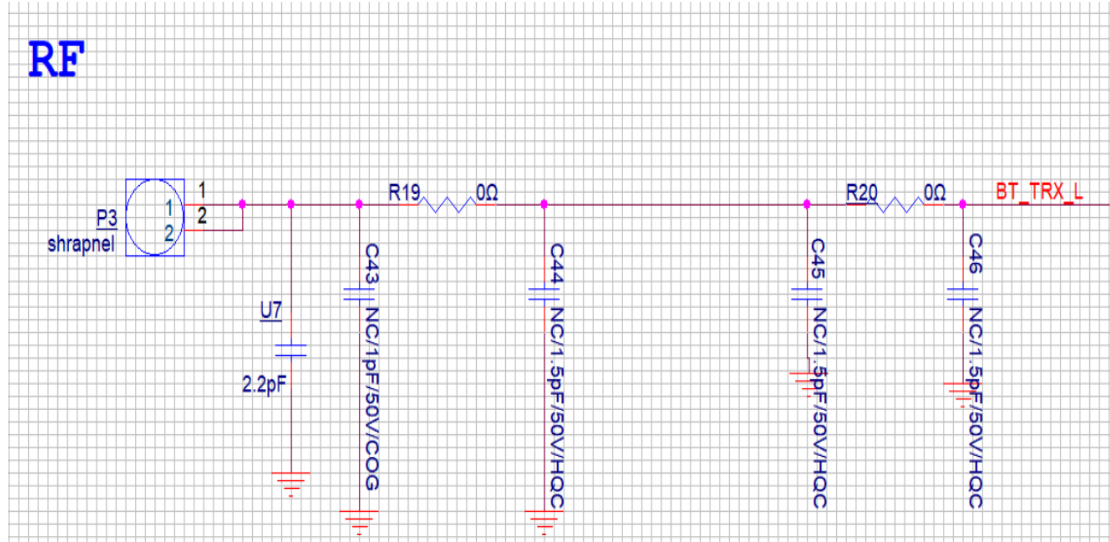 RF
P3
shrapnel
1
2
1
2
R19
0Ω
R20
0Ω
BT_TRX_L
U7
2.2pF
C43
NC/1pF/50V/COG
C44
NC/1.5pF/50V/HQC
C45
NC/1.5pF/50V/HQC
C46
NC/1.5pF/50V/HQC